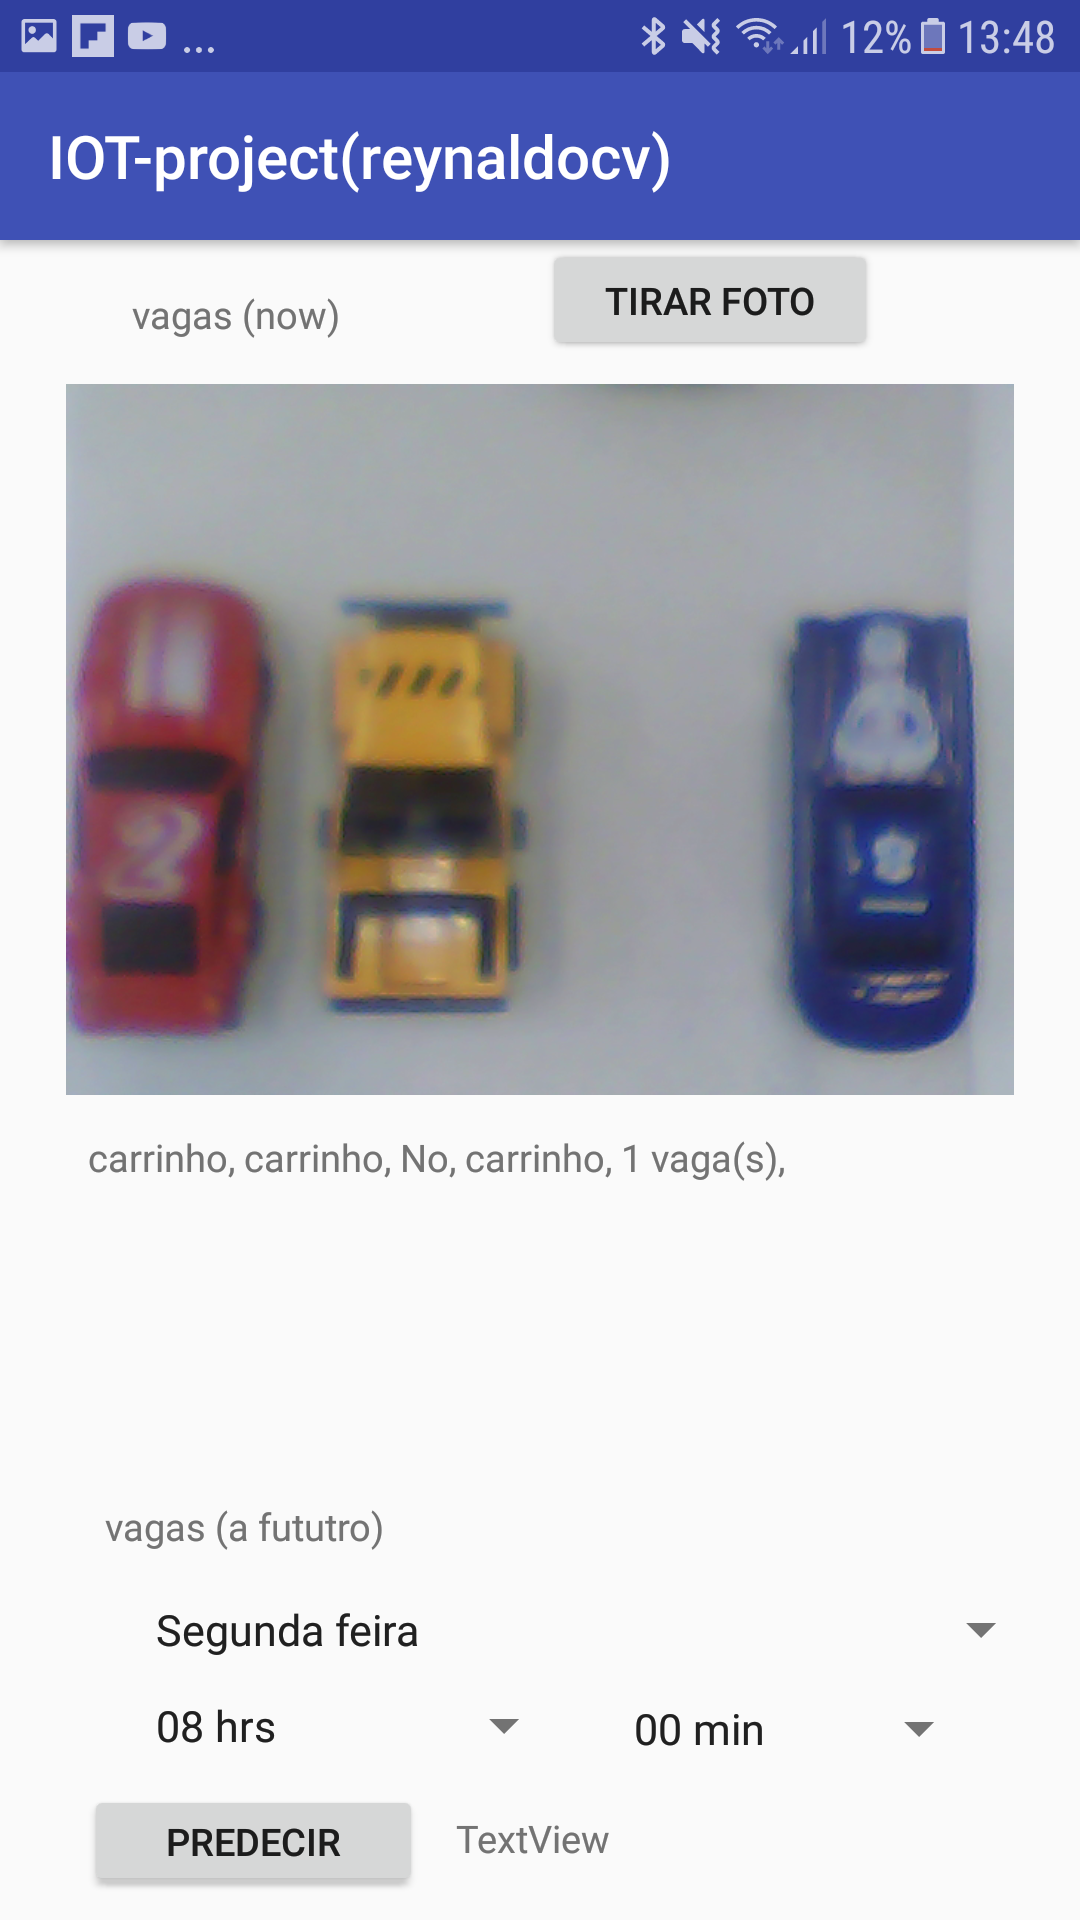 12% 13:48
IOT-project(reynaldocv)
vagas (now)
TIRAR FOTO
2
carrinho, carrinho, No, carrinho, 1 vaga(s),
vagas (a fututro)
Segunda feira
08 hrs
00 min
PREDECIR
TextView